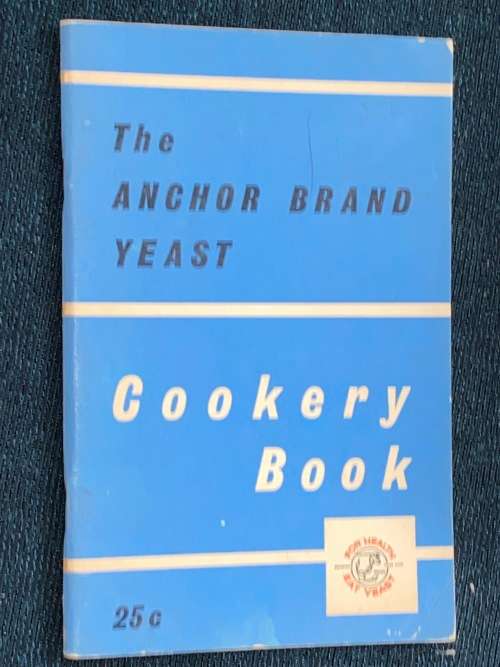 The
ANCHOR BRAND
YEAST
Cookery
Book
FOR HEALTH
EAT YEAST
25c